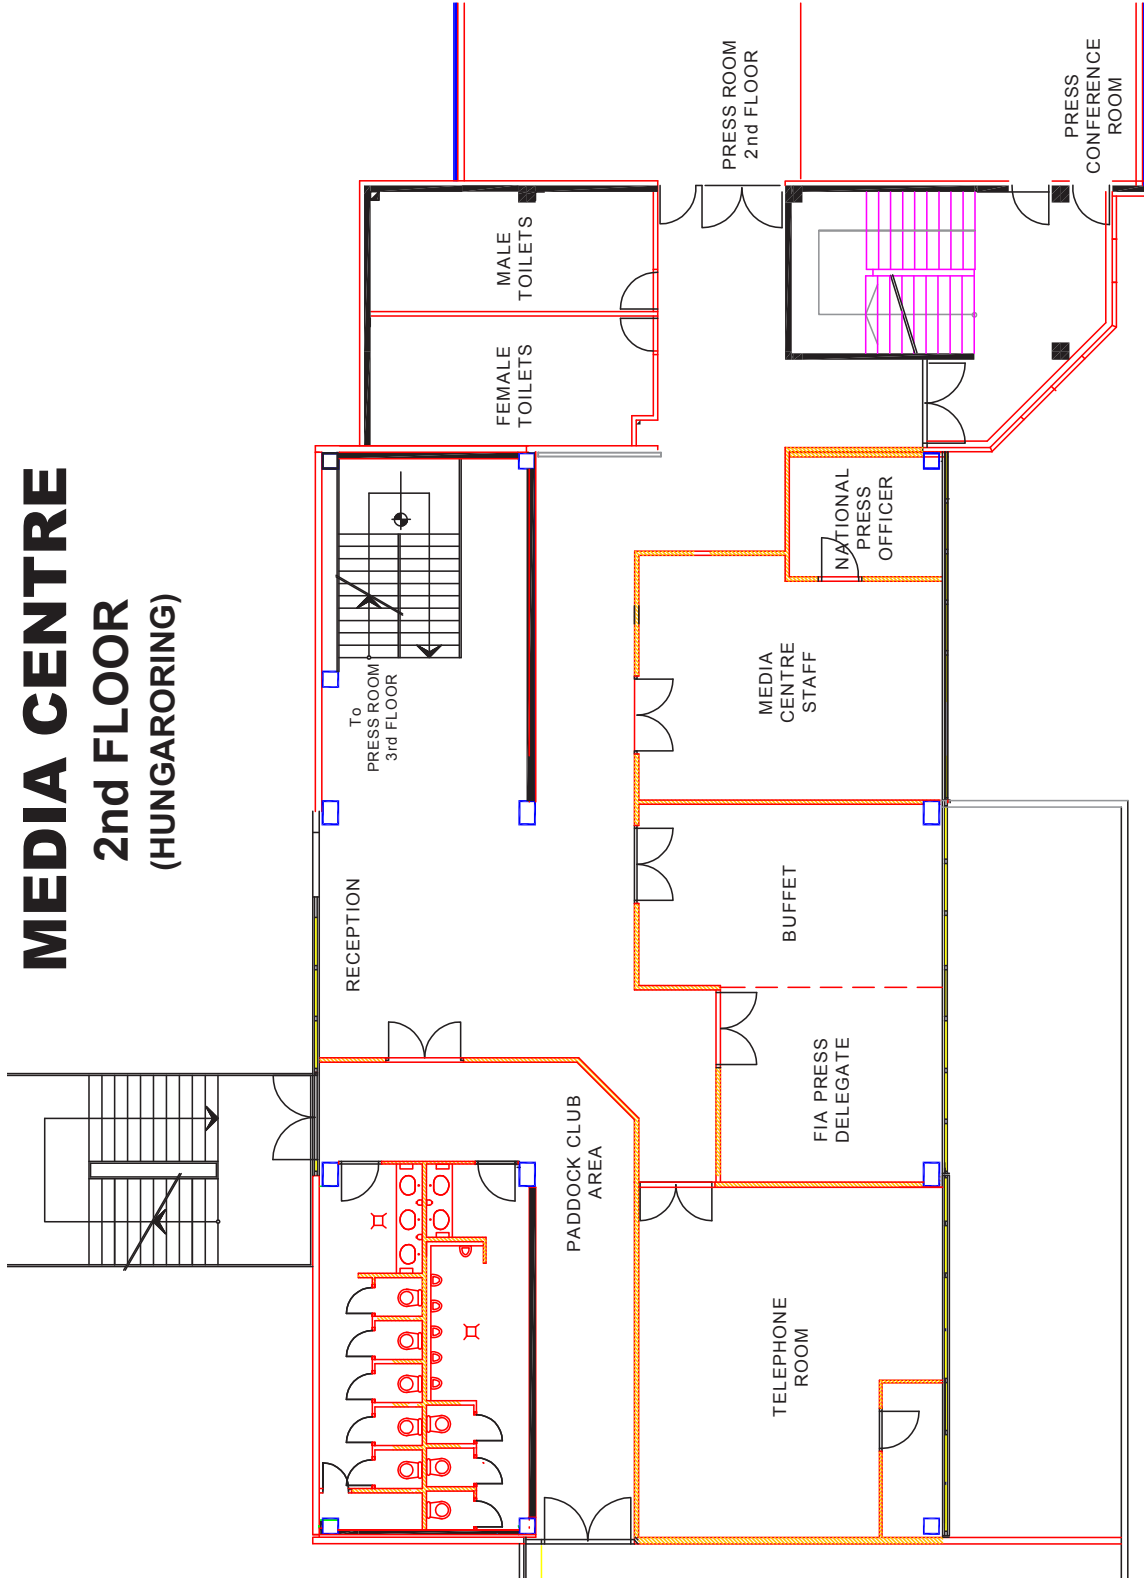 MEDIA CENTRE
2nd FLOOR
(HUNGARORING)
To
PRESS ROOM
3rd FLOOR
RECEPTION
MALE
TOILETS
FEMALE
TOILETS
PADDOCK CLUB
AREA
PRESS ROOM
2nd FLOOR
MEDIA
CENTRE
STAFF
BUFFET
TELEPHONE
ROOM
NATIONAL
PRESS
OFFICER
FIA PRESS
DELEGATE
PRESS
CONFERENCE
ROOM